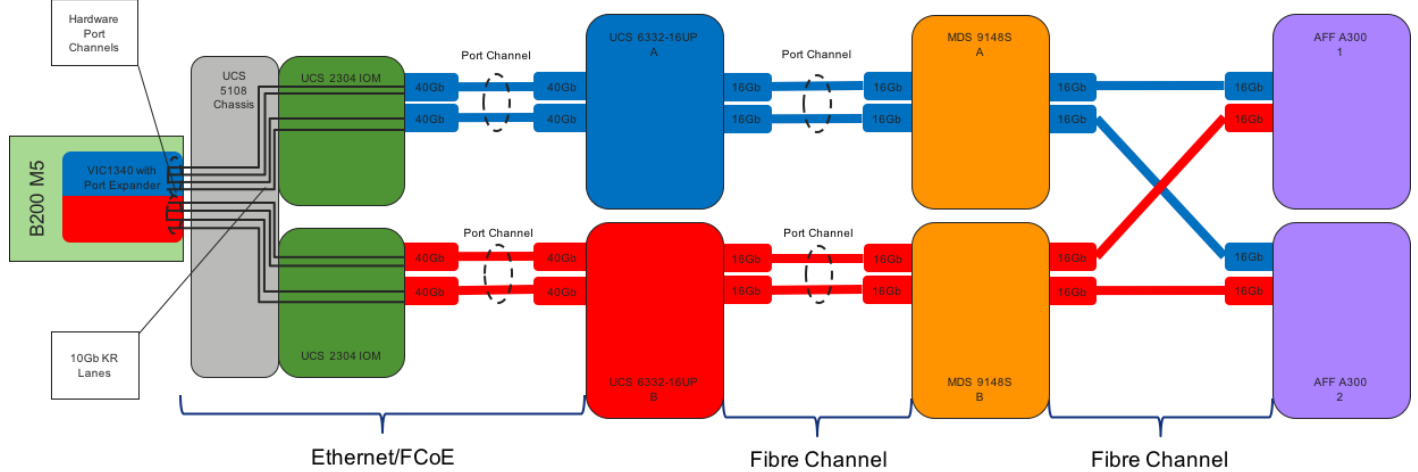 Hardware
Port
Channels
UCS
5108
Chassis
UCS 2304 IOM
Port Channel
UCS 6332-16UP
A
Port Channel
MDS 9148S
A
AFF A300
1
40Gb
40Gb
16Gb
16Gb
16Gb
16Gb
40Gb
40Gb
16Gb
16Gb
16Gb
16Gb
B200 M5
VIC1340 with
Port Expander
Port Channel
Port Channel
40Gb
40Gb
16Gb
16Gb
16Gb
16Gb
40Gb
40Gb
16Gb
16Gb
16Gb
16Gb
10Gb KR
Lanes
UCS 2304 IOM
UCS 6332-16UP
B
MDS 9148S
B
AFF A300
2
Ethernet/FCoE
Fibre Channel
Fibre Channel